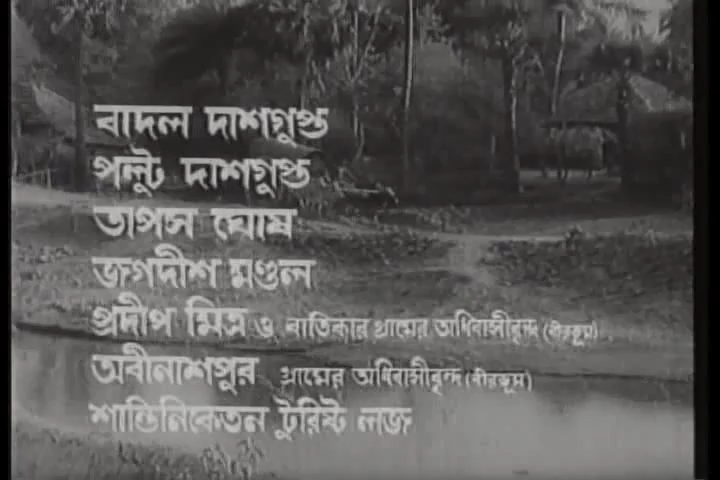 বাদল দাশগুপ্ত
পল্টু দাশগুপ্ত
তাপস ঘোষ
জগদীশ মণ্ডল
প্রদীপ মিত্র ও বাতিকার গ্রামের অধিবাসীবৃন্দ (বীরভূম)
অবীনাশপুর গ্রামের অধিবাসীবৃন্দ (বীরভূম)
শান্তিনিকেতন টুরিষ্ট লজ